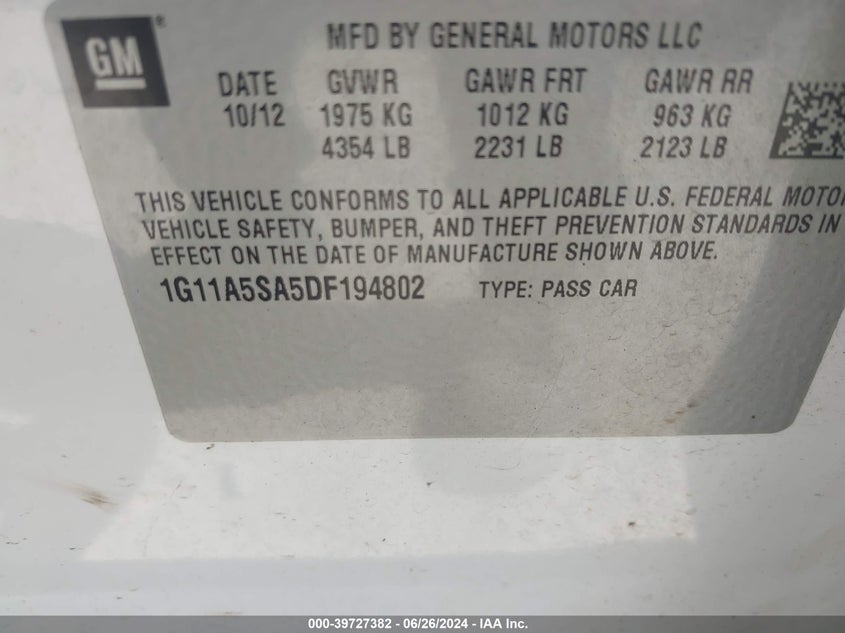 GM®
MFD BY GENERAL MOTORS LLC
DATE GVWR GAWR FRT GAWR RR
10/12 1975 KG 1012 KG 963 KG
4354 LB 2231 LB 2123 LB
THIS VEHICLE CONFORMS TO ALL APPLICABLE U.S. FEDERAL MOTOR
VEHICLE SAFETY, BUMPER, AND THEFT PREVENTION STANDARDS IN
EFFECT ON THE DATE OF MANUFACTURE SHOWN ABOVE.
1G11A5SA5DF194802 TYPE: PASS CAR
000-39727382 - 06/26/2024 - IAA Inc.